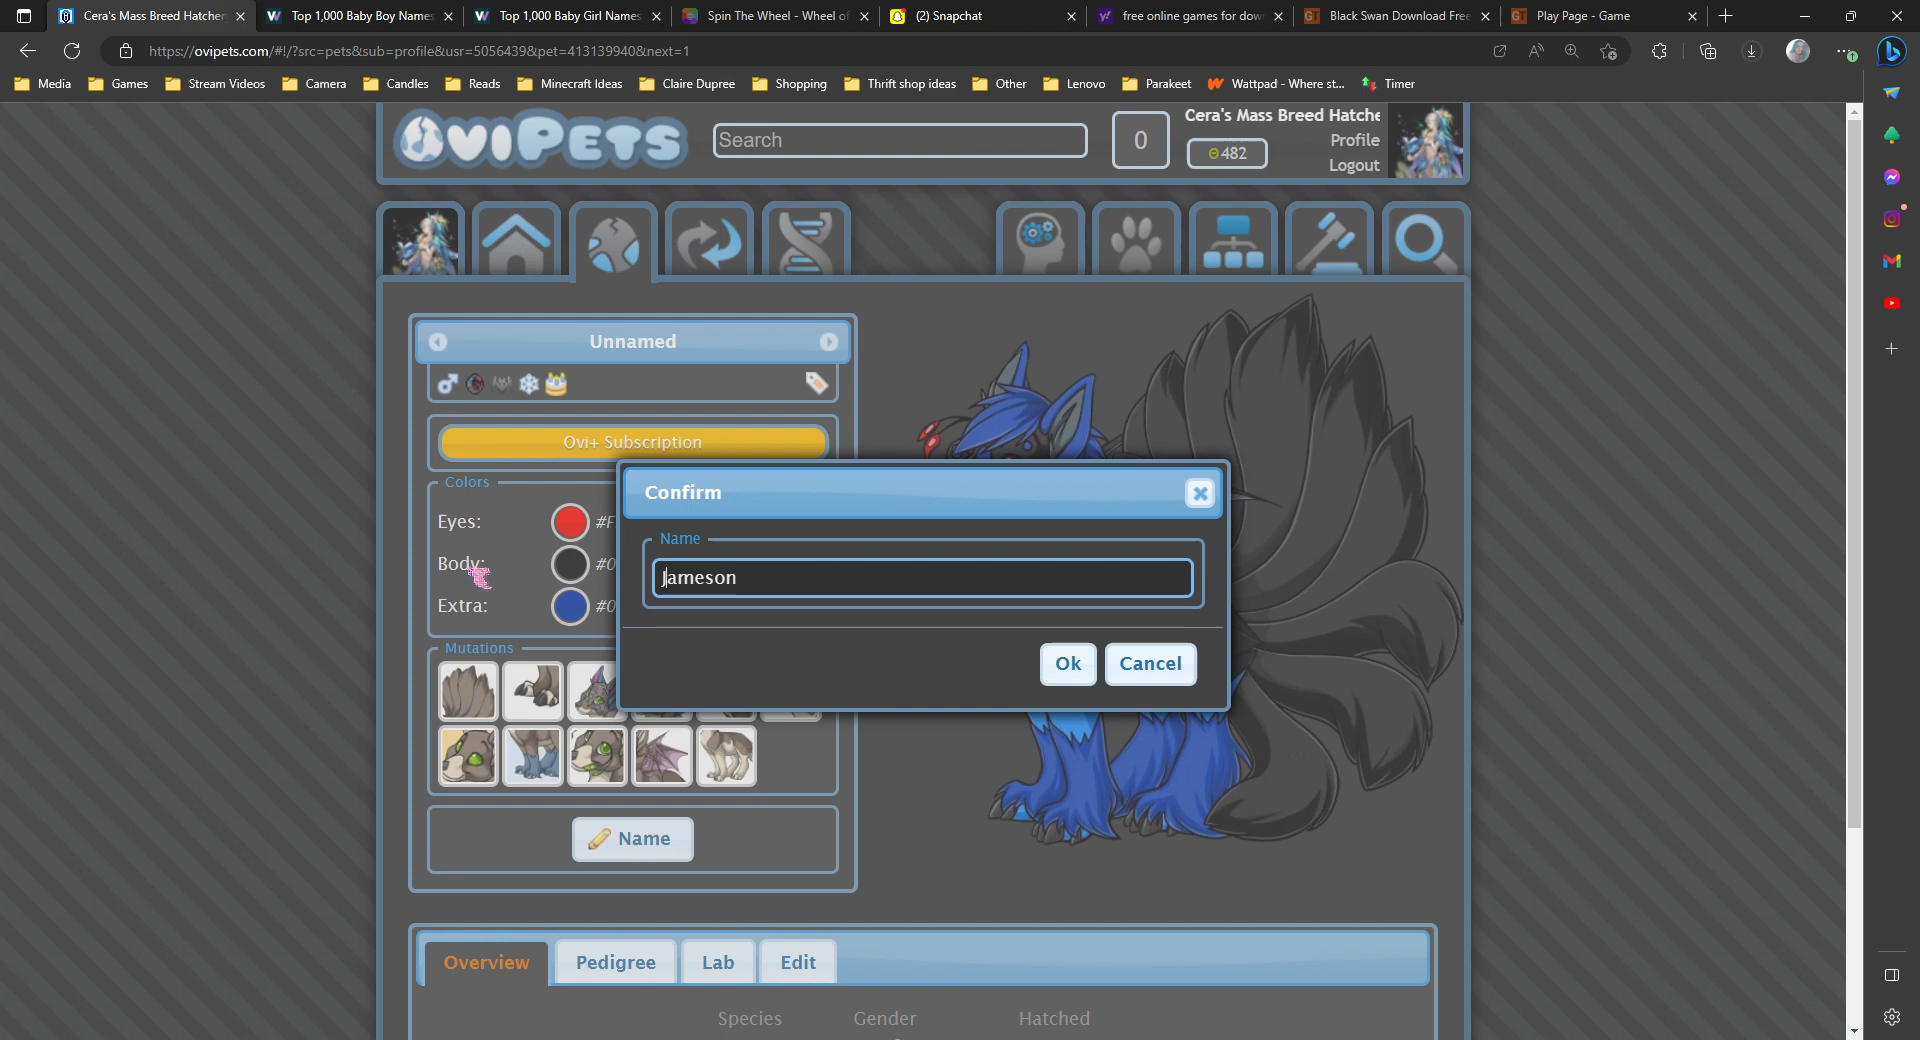 Cera's Mass Breed Hatcher
Top 1,000 Baby Boy Names
Top 1,000 Baby Girl Names
Spin The Wheel - Wheel of
(2) Snapchat
free online games for dow
Black Swan Download Free
Play Page - Game
https://ovipets.com/#!/?src=pets&sub=profile&usr=5056439&pet=413139940&next=1
Media
Games
Stream Videos
Camera
Candles
Reads
Minecraft Ideas
Claire Dupree
Shopping
Thrift shop ideas
Other
Lenovo
Parakeet
Wattpad - Where st...
Timer
OviPets
Search
0
Cera's Mass Breed Hatche
482
Profile
Logout
Unnamed
Ovi+ Subscription
Colors
Eyes:
#F
Body:
#0
Extra:
#0
Confirm
Name
Jameson
Ok
Cancel
Mutations
Name
Overview
Pedigree
Lab
Edit
Species
Gender
Hatched